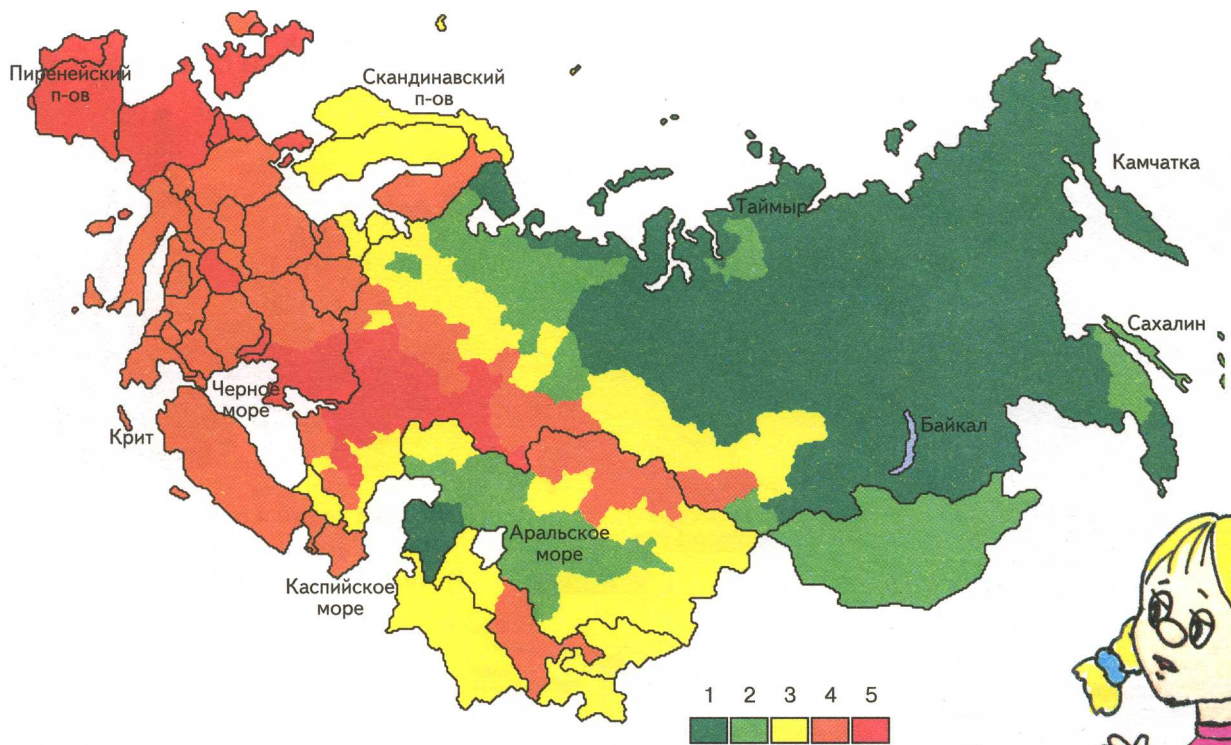 Пиренейский
п-ов
Скандинавский
п-ов
Камчатка
Таймыр
Сахалин
Черное
море
Крит
Байкал
Аральское
море
Каспийское
море
1 2 3 4 5